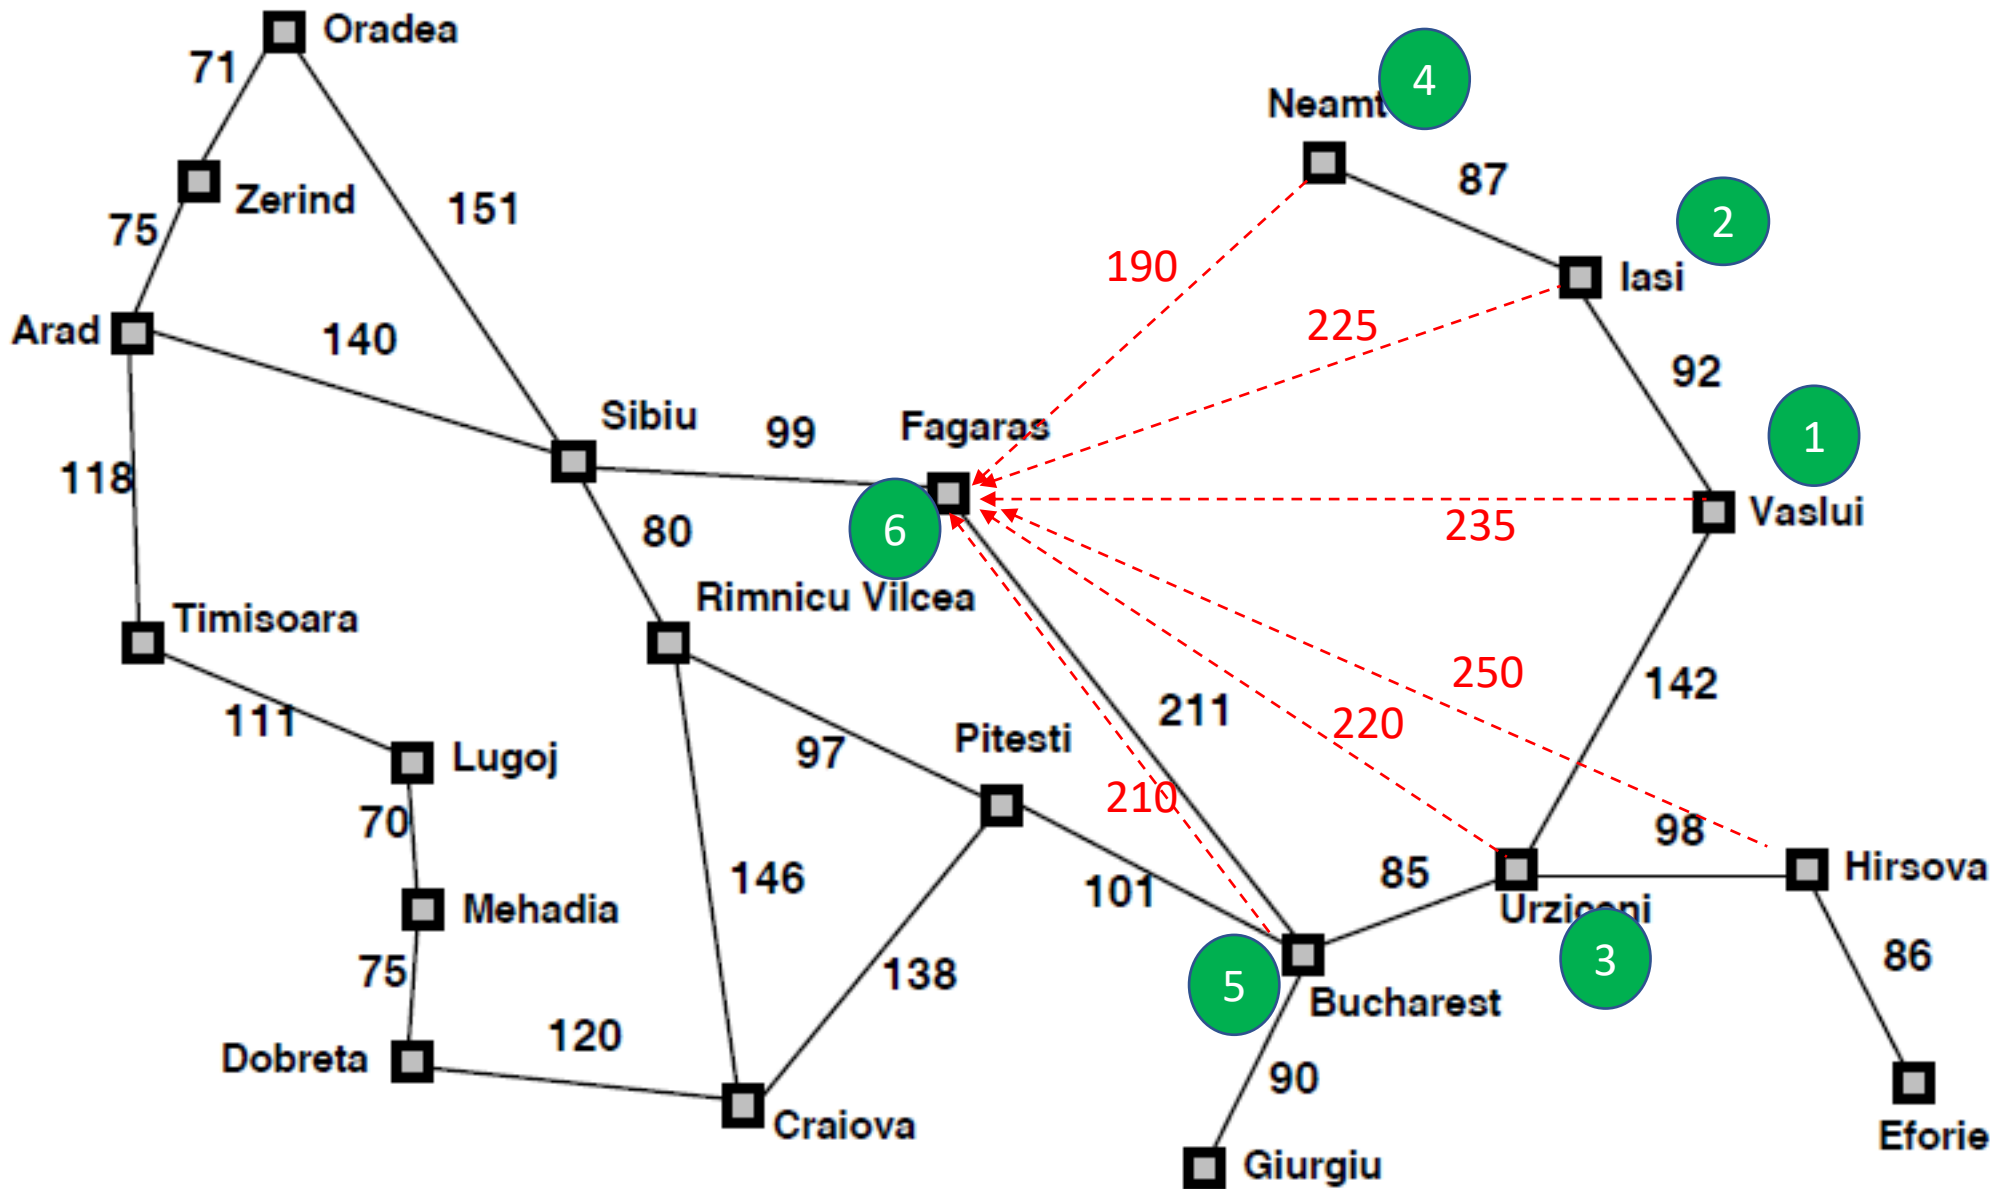 Oradea
71
Neamt
4
87
Zerind
151
2
75
190
Iasi
225
Arad
140
92
Sibiu
99
Fagaras
1
118
Vaslui
235
80
6
Rimnicu Vilcea
Timisoara
250
142
211
220
111
Pitesti
97
Lugoj
210
70
98
146
85
Hirsova
101
Urziceni
Mehadia
86
75
138
3
5
Bucharest
120
Dobreta
90
Craiova
Eforie
Giurgiu